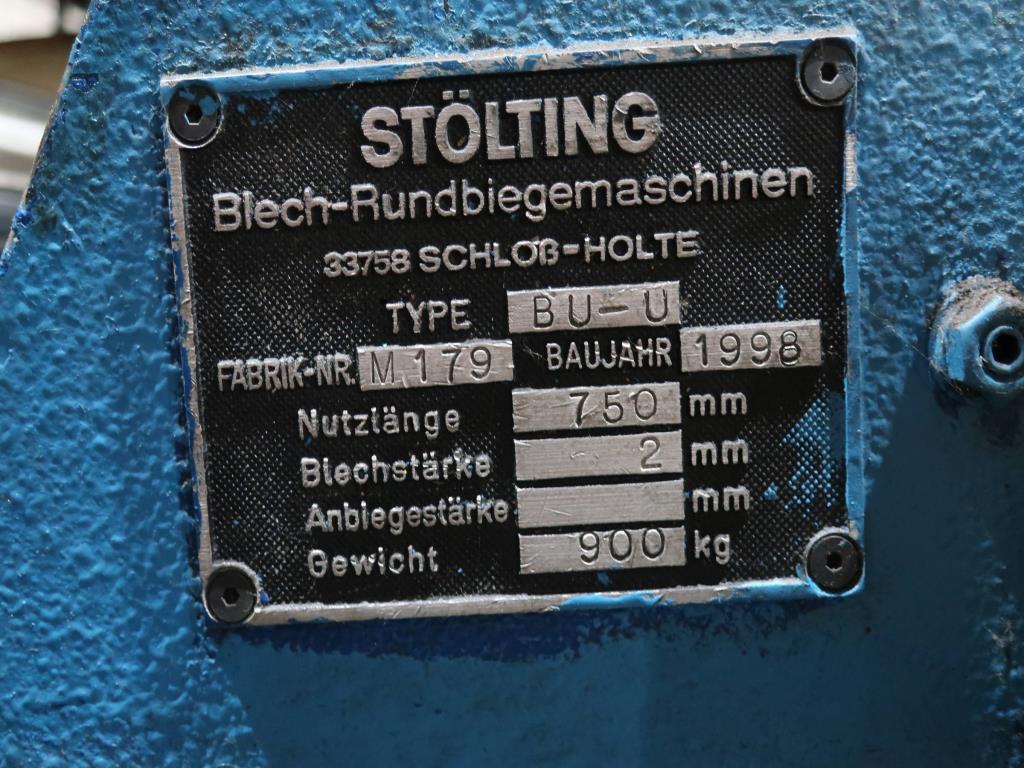 STÖLTING
Blech-Rundbiegemaschinen
33758 SCHLOß-HOLTE
TYPE BU-U
FABRIK-NR. M 179 BAUJAHR 1998
Nutzlänge 750 mm
Blechstärke 2 mm
Anbiegestärke mm
Gewicht 900 kg